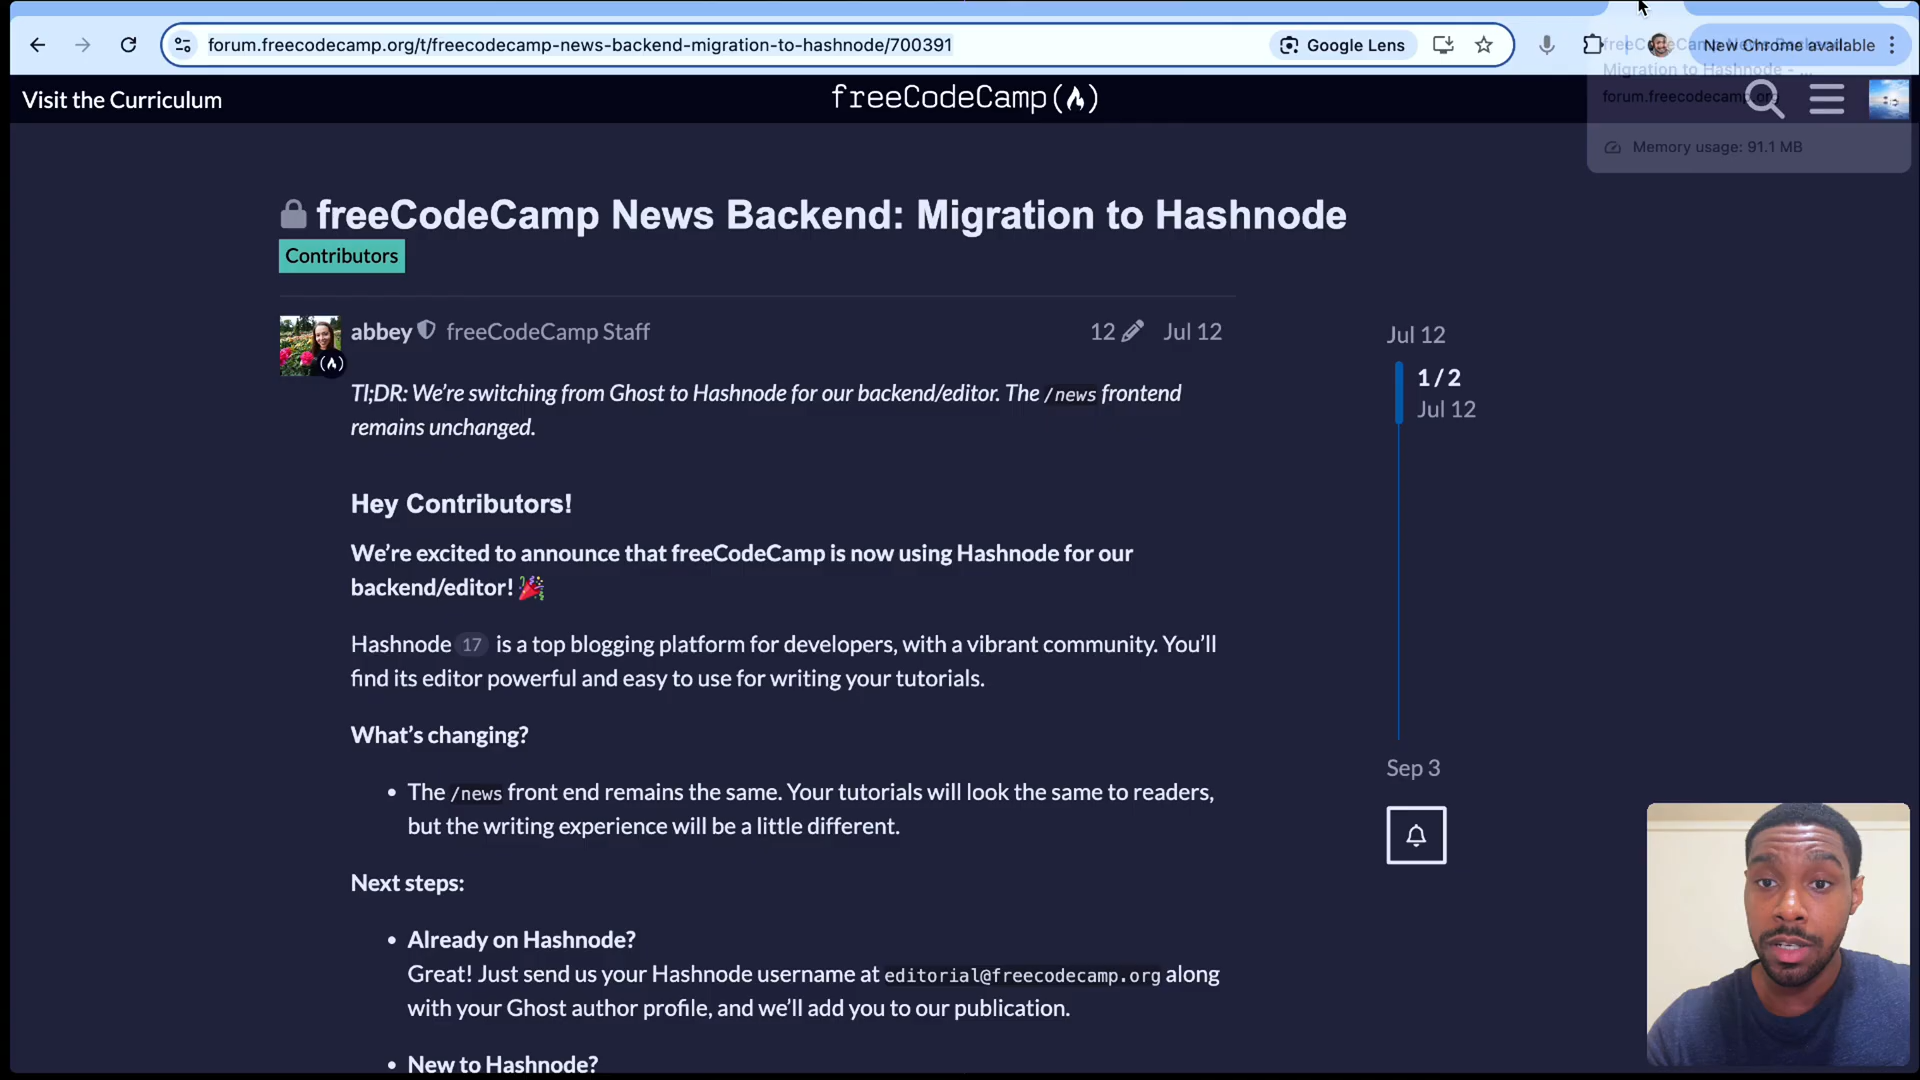 forum.freecodecamp.org/t/freecodecamp-news-backend-migration-to-hashnode/700391
Google Lens
New Chrome available
Migration to Hashnode - ...
forum.freecodecamp.org
Memory usage: 91.1 MB
Visit the Curriculum
freeCodeCamp
freeCodeCamp News Backend: Migration to Hashnode
Contributors
abbey freeCodeCamp Staff
12 Jul 12
Tl;DR: We’re switching from Ghost to Hashnode for our backend/editor. The /news frontend
remains unchanged.
Hey Contributors!
We’re excited to announce that freeCodeCamp is now using Hashnode for our
backend/editor!
Hashnode 17 is a top blogging platform for developers, with a vibrant community. You’ll
find its editor powerful and easy to use for writing your tutorials.
What’s changing?
• The /news front end remains the same. Your tutorials will look the same to readers,
but the writing experience will be a little different.
Next steps:
• Already on Hashnode?
Great! Just send us your Hashnode username at editorial@freecodecamp.org along
with your Ghost author profile, and we’ll add you to our publication.
• New to Hashnode?
Jul 12
1 / 2
Jul 12
Sep 3